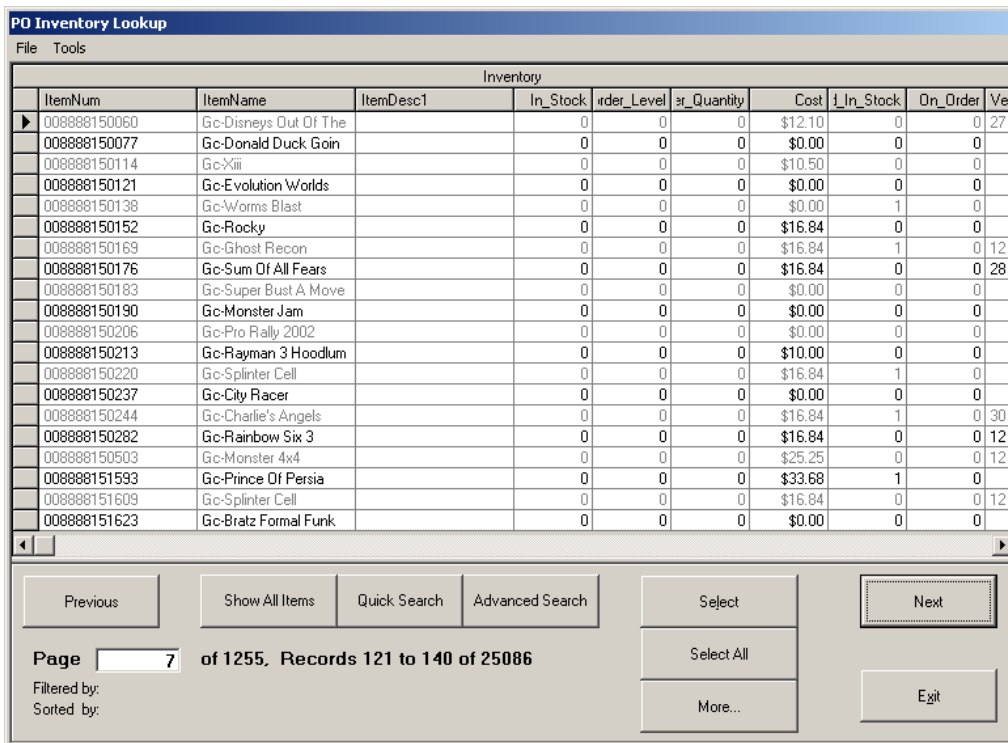 PO Inventory Lookup
File Tools
Inventory
ItemNum ItemName ItemDesc1 In_Stock rder_Level er_Quantity Cost d_In_Stock On_Order Ve
008888150060 Gc-Disneys Out Of The 0 0 0 $12.10 0 0 27
008888150077 Gc-Donald Duck Goin 0 0 0 $0.00 0 0
008888150114 Gc-Xiii 0 0 0 $10.50 0 0
008888150121 Gc-Evolution Worlds 0 0 0 $0.00 0 0
008888150138 Gc-Worms Blast 0 0 0 $0.00 1 0
008888150152 Gc-Rocky 0 0 0 $16.84 0 0
008888150169 Gc-Ghost Recon 0 0 0 $16.84 1 0 12
008888150176 Gc-Sum Of All Fears 0 0 0 $16.84 0 0 28
008888150183 Gc-Super Bust A Move 0 0 0 $0.00 0 0
008888150190 Gc-Monster Jam 0 0 0 $0.00 0 0
008888150206 Gc-Pro Rally 2002 0 0 0 $0.00 0 0
008888150213 Gc-Rayman 3 Hoodlum 0 0 0 $10.00 0 0
008888150220 Gc-Splinter Cell 0 0 0 $16.84 1 0
008888150237 Gc-City Racer 0 0 0 $0.00 0 0
008888150244 Gc-Charlie's Angels 0 0 0 $16.84 1 0 30
008888150282 Gc-Rainbow Six 3 0 0 0 $16.84 0 0 12
008888150503 Gc-Monster 4x4 0 0 0 $25.25 0 0 12
008888151593 Gc-Prince Of Persia 0 0 0 $33.68 1 0
008888151609 Gc-Splinter Cell 0 0 0 $16.84 0 0 12
008888151623 Gc-Bratz Formal Funk 0 0 0 $0.00 0 0
Previous Show All Items Quick Search Advanced Search Select Next
Page 7 of 1255, Records 121 to 140 of 25086
Select All
Filtered by:
Sorted by:
More...
Exit